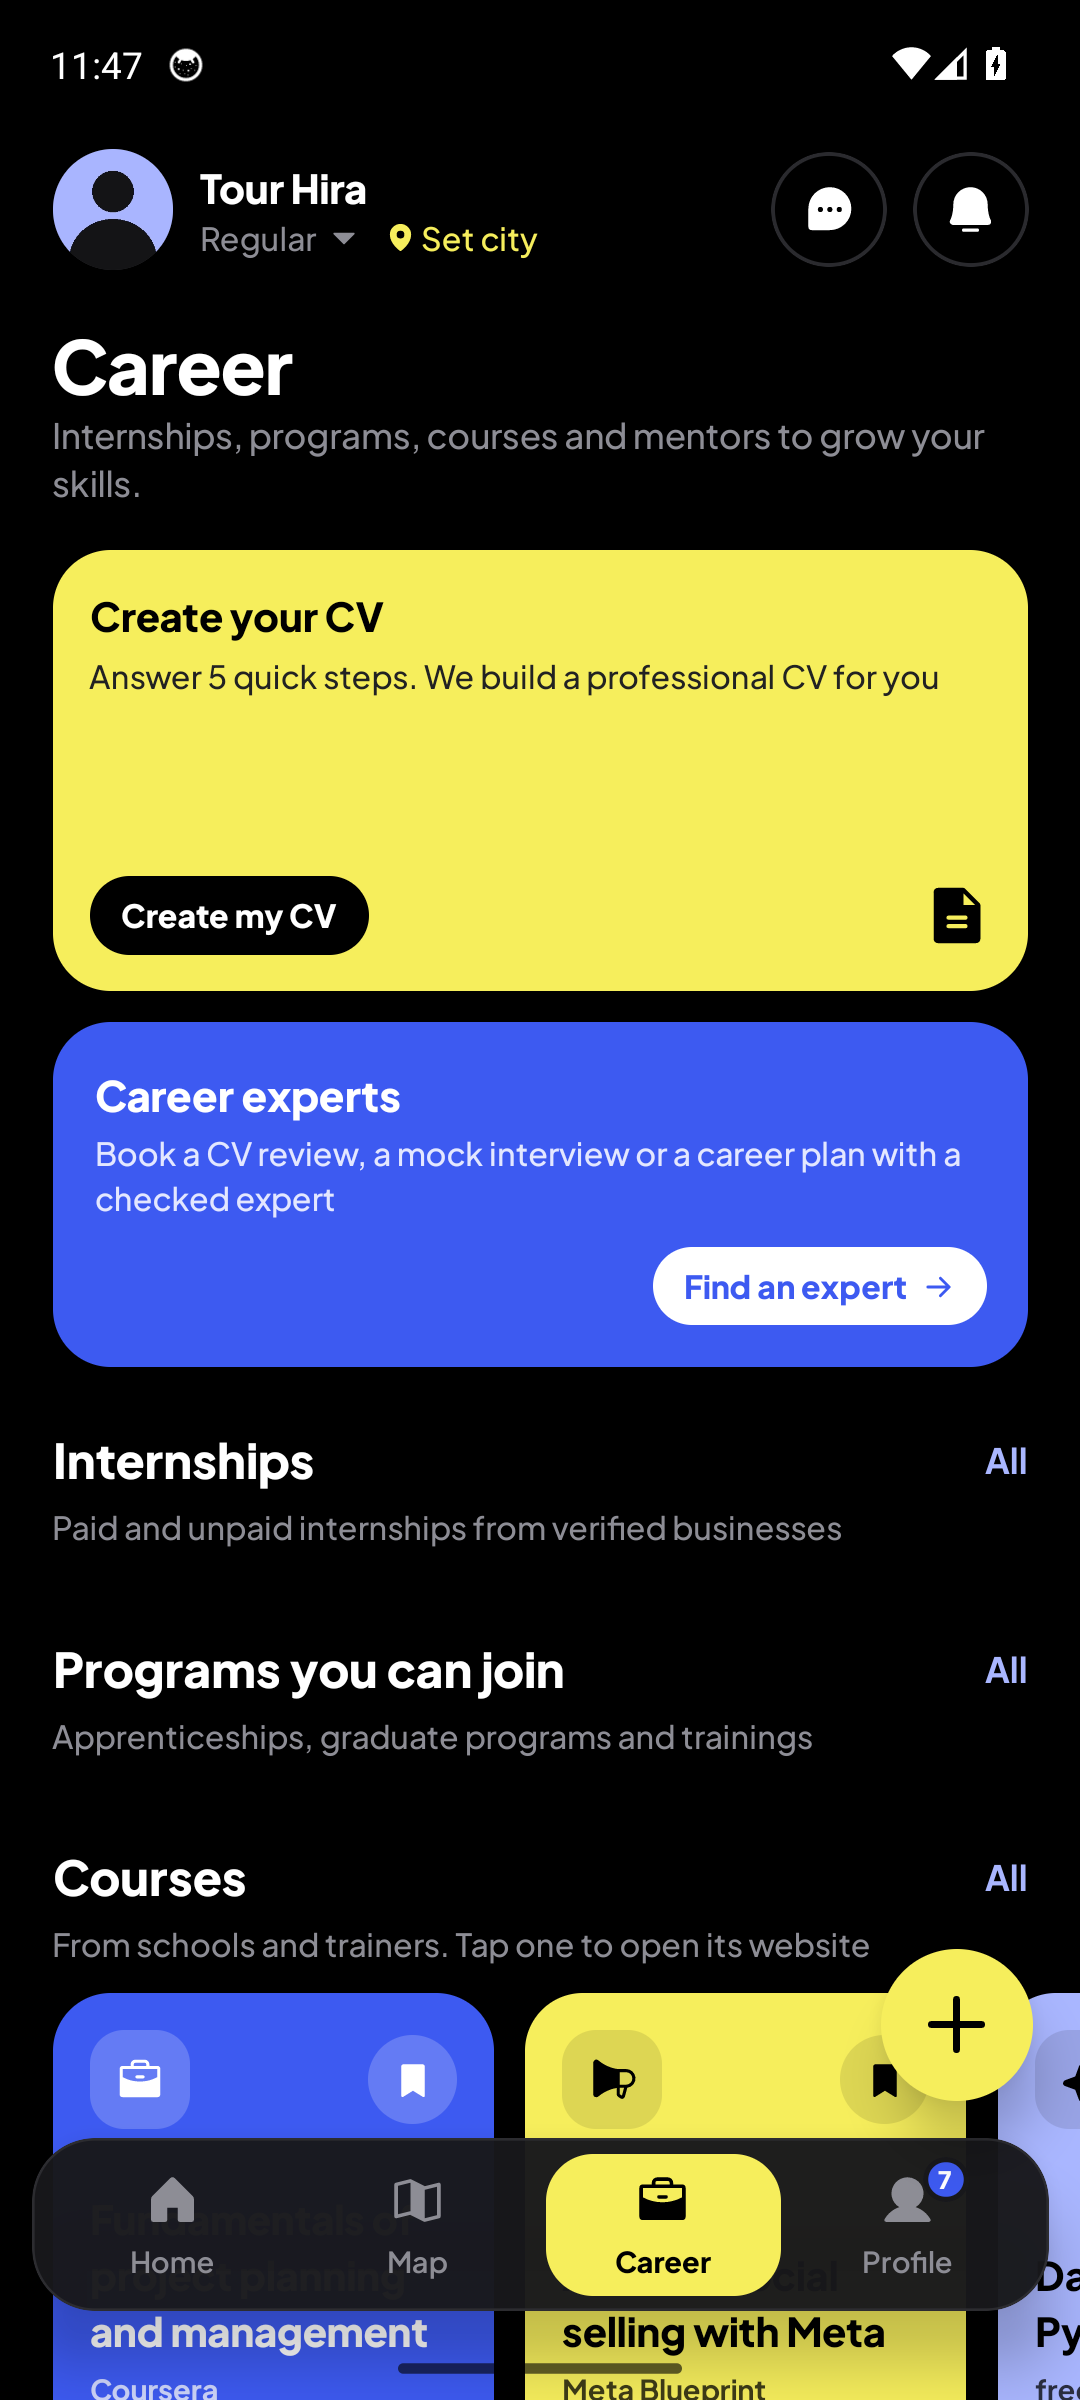 11:47
Tour Hira
Regular
Set city
Career
Internships, programs, courses and mentors to grow your
skills.
Create your CV
Answer 5 quick steps. We build a professional CV for you
Create my CV
Career experts
Book a CV review, a mock interview or a career plan with a
checked expert
Find an expert
Internships
All
Paid and unpaid internships from verified businesses
Programs you can join
All
Apprenticeships, graduate programs and trainings
Courses
All
From schools and trainers. Tap one to open its website
Fundamentals of
project planning
and management
Coursera
selling with Meta
Meta Blueprint
Home
Map
Career
Profile
7